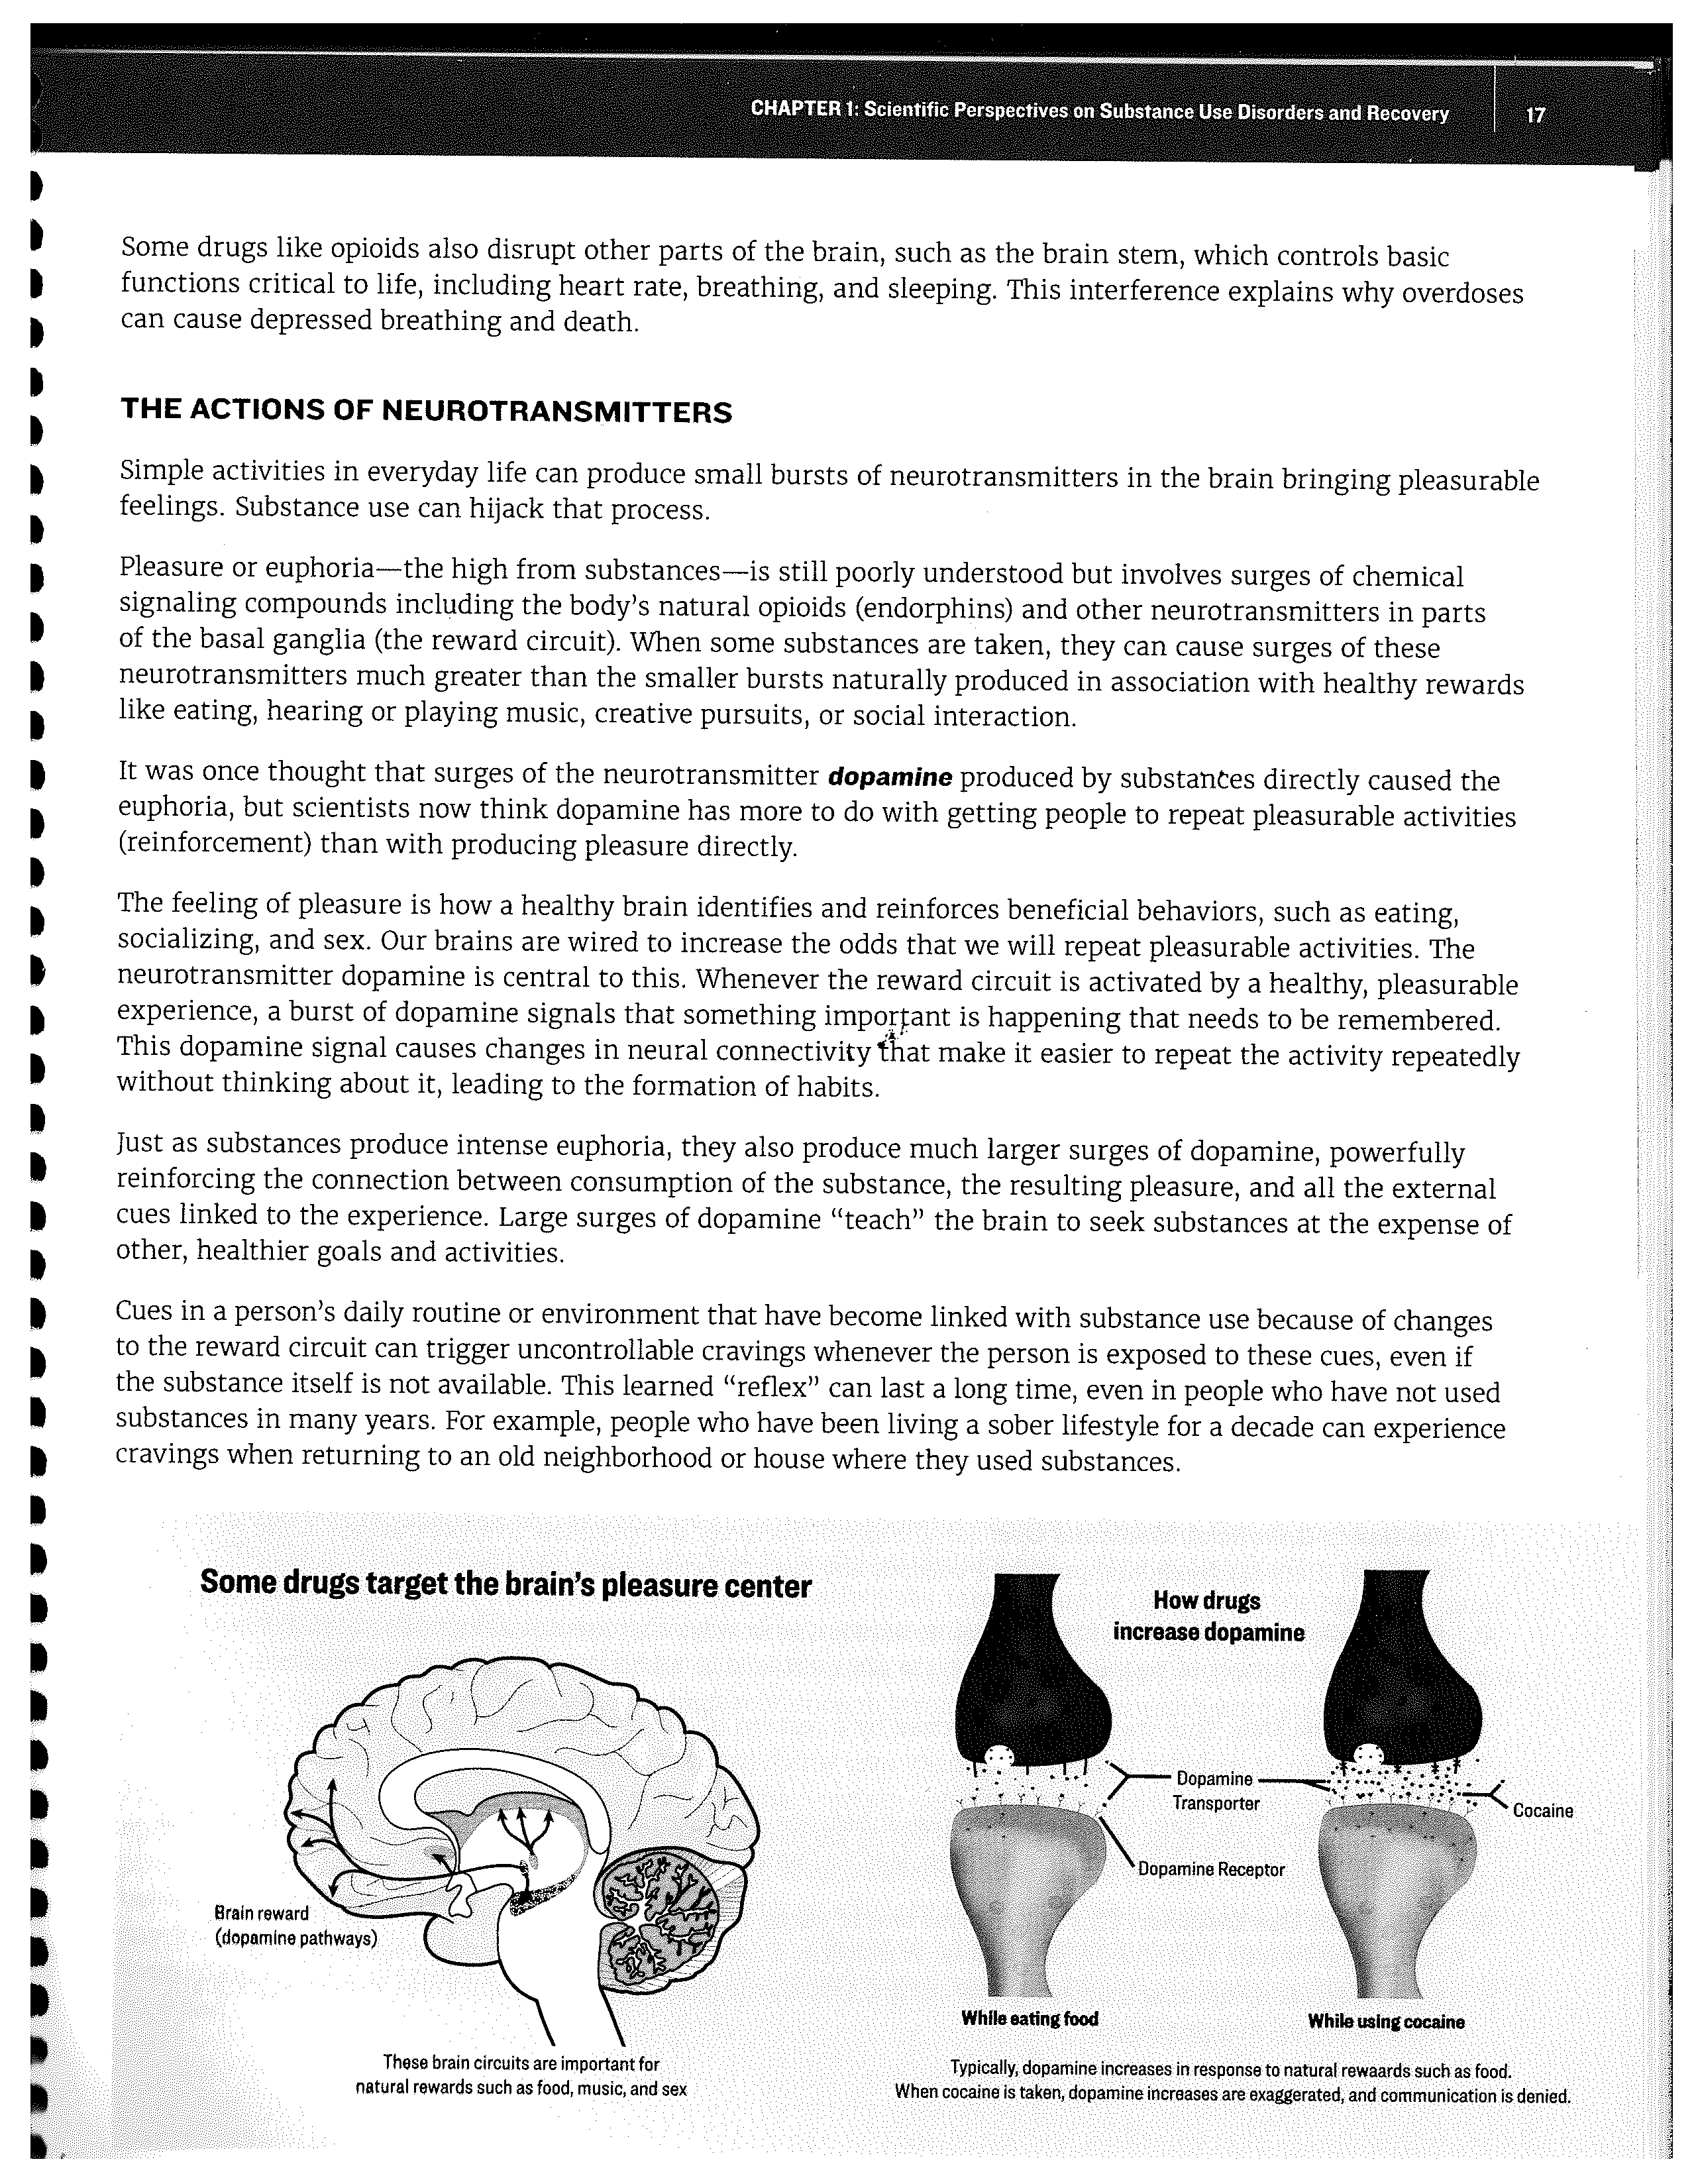 CHAPTER 1: Scientific Perspectives on Substance Use Disorders and Recovery 17
Some drugs like opioids also disrupt other parts of the brain, such as the brain stem, which controls basic
functions critical to life, including heart rate, breathing, and sleeping. This interference explains why overdoses
can cause depressed breathing and death.
THE ACTIONS OF NEUROTRANSMITTERS
Simple activities in everyday life can produce small bursts of neurotransmitters in the brain bringing pleasurable
feelings. Substance use can hijack that process.
Pleasure or euphoria—the high from substances—is still poorly understood but involves surges of chemical
signaling compounds including the body's natural opioids (endorphins) and other neurotransmitters in parts
of the basal ganglia (the reward circuit). When some substances are taken, they can cause surges of these
neurotransmitters much greater than the smaller bursts naturally produced in association with healthy rewards
like eating, hearing or playing music, creative pursuits, or social interaction.
It was once thought that surges of the neurotransmitter dopamine produced by substances directly caused the
euphoria, but scientists now think dopamine has more to do with getting people to repeat pleasurable activities
(reinforcement) than with producing pleasure directly.
The feeling of pleasure is how a healthy brain identifies and reinforces beneficial behaviors, such as eating,
socializing, and sex. Our brains are wired to increase the odds that we will repeat pleasurable activities. The
neurotransmitter dopamine is central to this. Whenever the reward circuit is activated by a healthy, pleasurable
experience, a burst of dopamine signals that something important is happening that needs to be remembered.
This dopamine signal causes changes in neural connectivity that make it easier to repeat the activity repeatedly
without thinking about it, leading to the formation of habits.
Just as substances produce intense euphoria, they also produce much larger surges of dopamine, powerfully
reinforcing the connection between consumption of the substance, the resulting pleasure, and all the external
cues linked to the experience. Large surges of dopamine "teach" the brain to seek substances at the expense of
other, healthier goals and activities.
Cues in a person's daily routine or environment that have become linked with substance use because of changes
to the reward circuit can trigger uncontrollable cravings whenever the person is exposed to these cues, even if
the substance itself is not available. This learned "reflex" can last a long time, even in people who have not used
substances in many years. For example, people who have been living a sober lifestyle for a decade can experience
cravings when returning to an old neighborhood or house where they used substances.
Some drugs target the brain's pleasure center
Brain reward
(dopamine pathways)
These brain circuits are important for
natural rewards such as food, music, and sex
How drugs
increase dopamine
Dopamine
Transporter
Cocaine
Dopamine Receptor
While eating food
While using cocaine
Typically, dopamine increases in response to natural rewaards such as food.
When cocaine is taken, dopamine increases are exaggerated, and communication is denied.